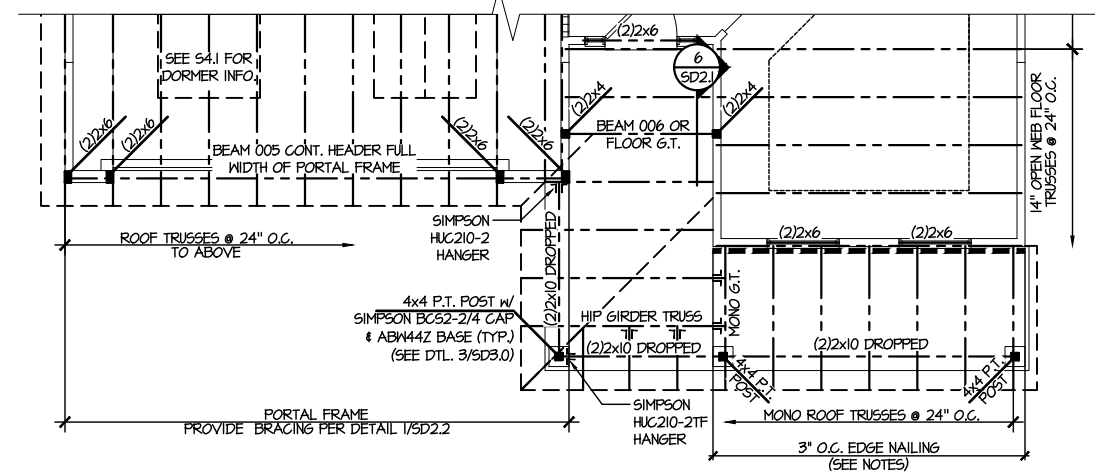 (2)2x6
SEE S4.1 FOR
DORMER INFO.
6
SD2.1
(2)2x6
(2)2x6
(2)2x6
(2)2x6
(2)2x4
(2)2x4
BEAM 006 OR
FLOOR G.T.
14" OPEN WEB FLOOR
TRUSSES @ 24" O.C.
BEAM 005 CONT. HEADER FULL
WIDTH OF PORTAL FRAME
SIMPSON
HUC210-2
HANGER
(2)2x10 DROPPED
ROOF TRUSSES @ 24" O.C.
TO ABOVE
(2)2x6
(2)2x6
4x4 P.T. POST W/
SIMPSON BCS2-2/4 CAP
& ABW44Z BASE (TYP.)
(SEE DTL. 3/SD3.0)
HIP GIRDER TRUSS
MONO G.T.
(2)2x10 DROPPED
(2)2x10 DROPPED
4x4 P.T.
POST
4x4 P.T.
POST
SIMPSON
HUC210-2TF
HANGER
PORTAL FRAME
PROVIDE BRACING PER DETAIL 1/SD2.2
MONO ROOF TRUSSES @ 24" O.C.
3" O.C. EDGE NAILING
(SEE NOTES)